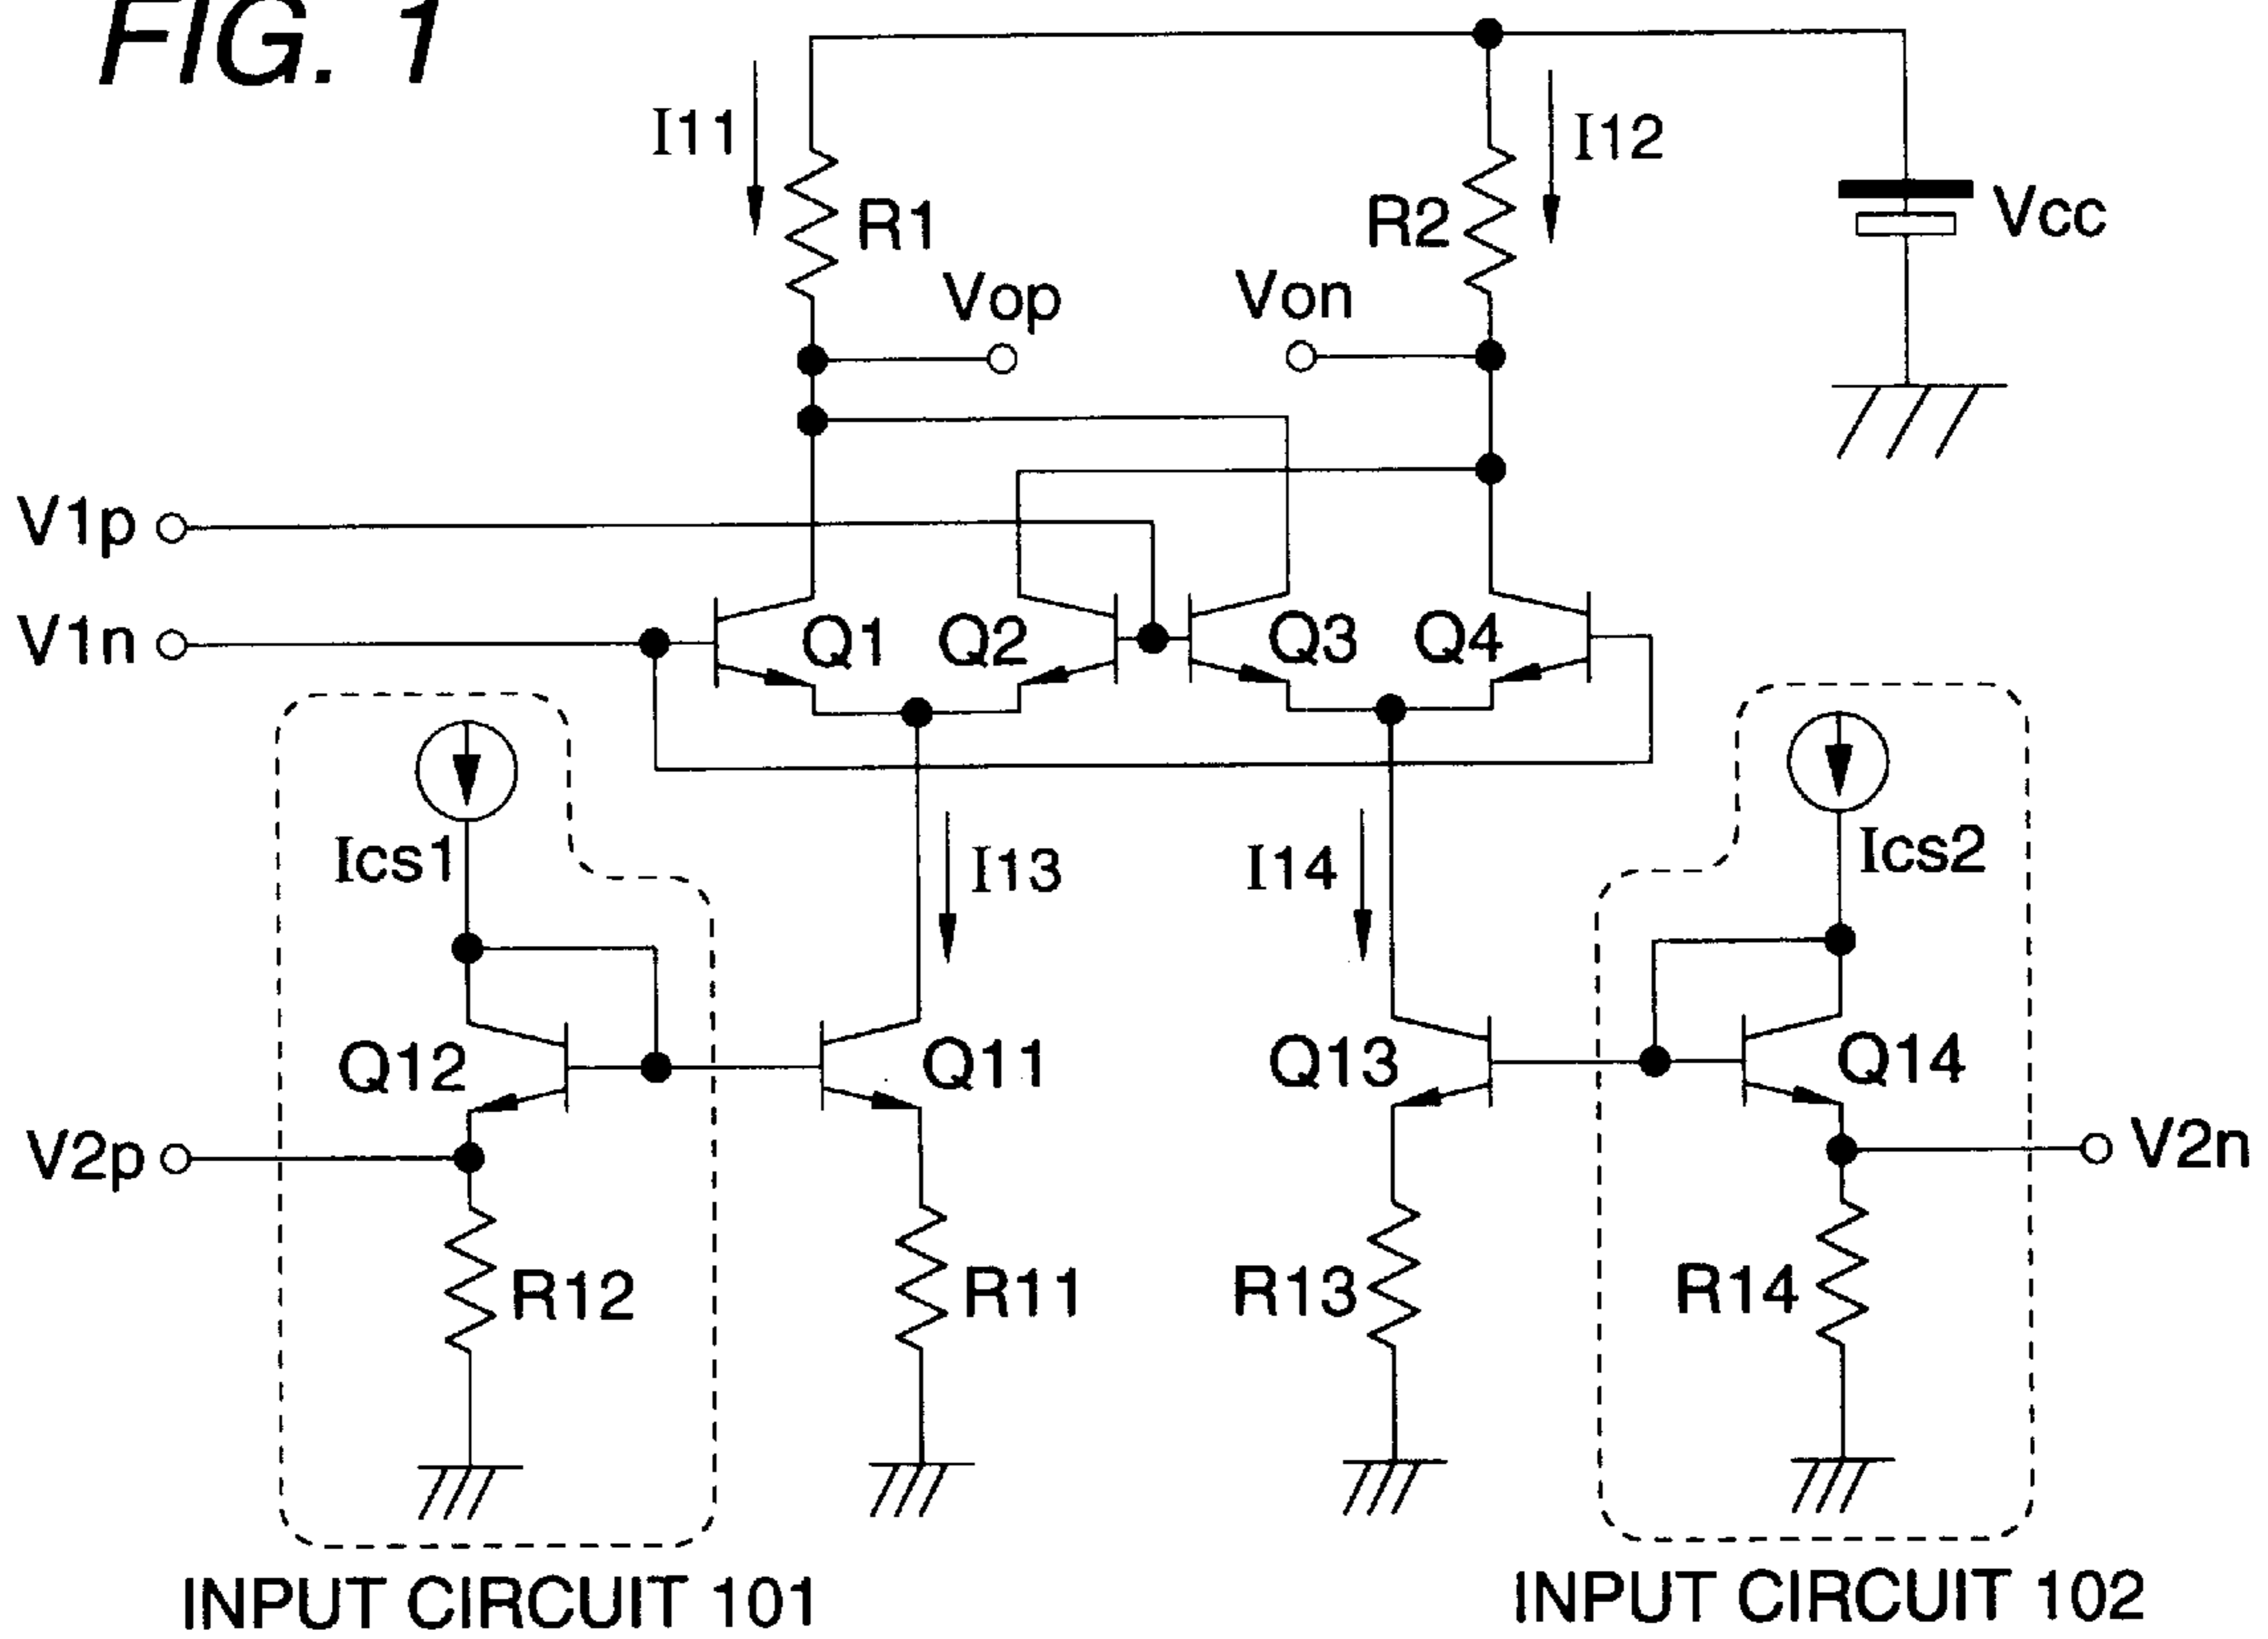 FIG. 1
I11
I12
R1
R2
Vcc
Vop
Von
V1p
V1n
Q1
Q2
Q3
Q4
Ics1
I13
I14
Ics2
Q12
Q11
Q13
Q14
V2p
V2n
R12
R11
R13
R14
INPUT CIRCUIT 101
INPUT CIRCUIT 102